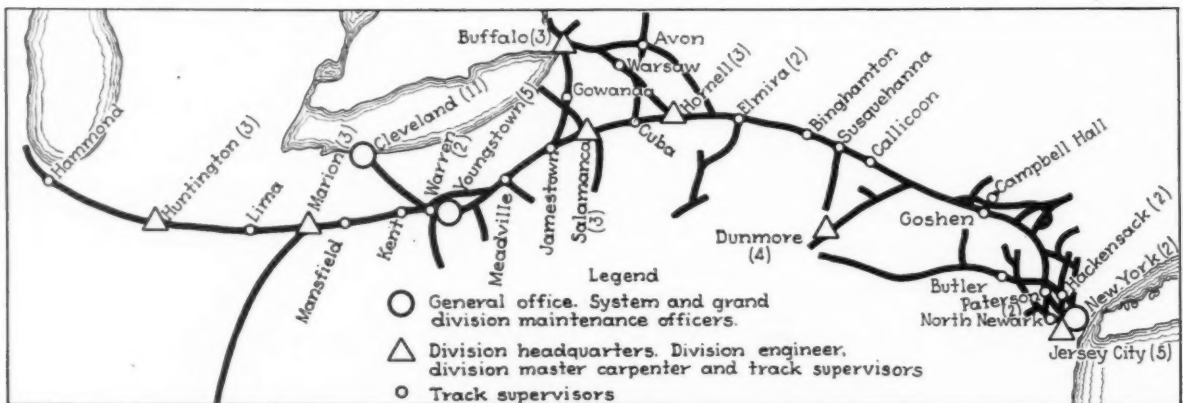 Buffalo (3)
Avon
Warsaw
Hornell (3)
Elmira (2)
Binghamton
Susquehanna
Callicoon
Gowanda
Cuba
Campbell Hall
Hammond
Huntington (3)
Lima
Marion (3)
Cleveland (11)
Warren (2)
Youngstown (5)
Mansfield
Kent
Meadville
Jamestown
Salamanca
(3)
Dunmore
(4)
Goshen
Hackensack (2)
Butler
Paterson
(2)
New York (2)
North Newark
Jersey City (5)
Legend
General office. System and grand
division maintenance officers.
Division headquarters. Division engineer,
division master carpenter and track supervisors
Track supervisors